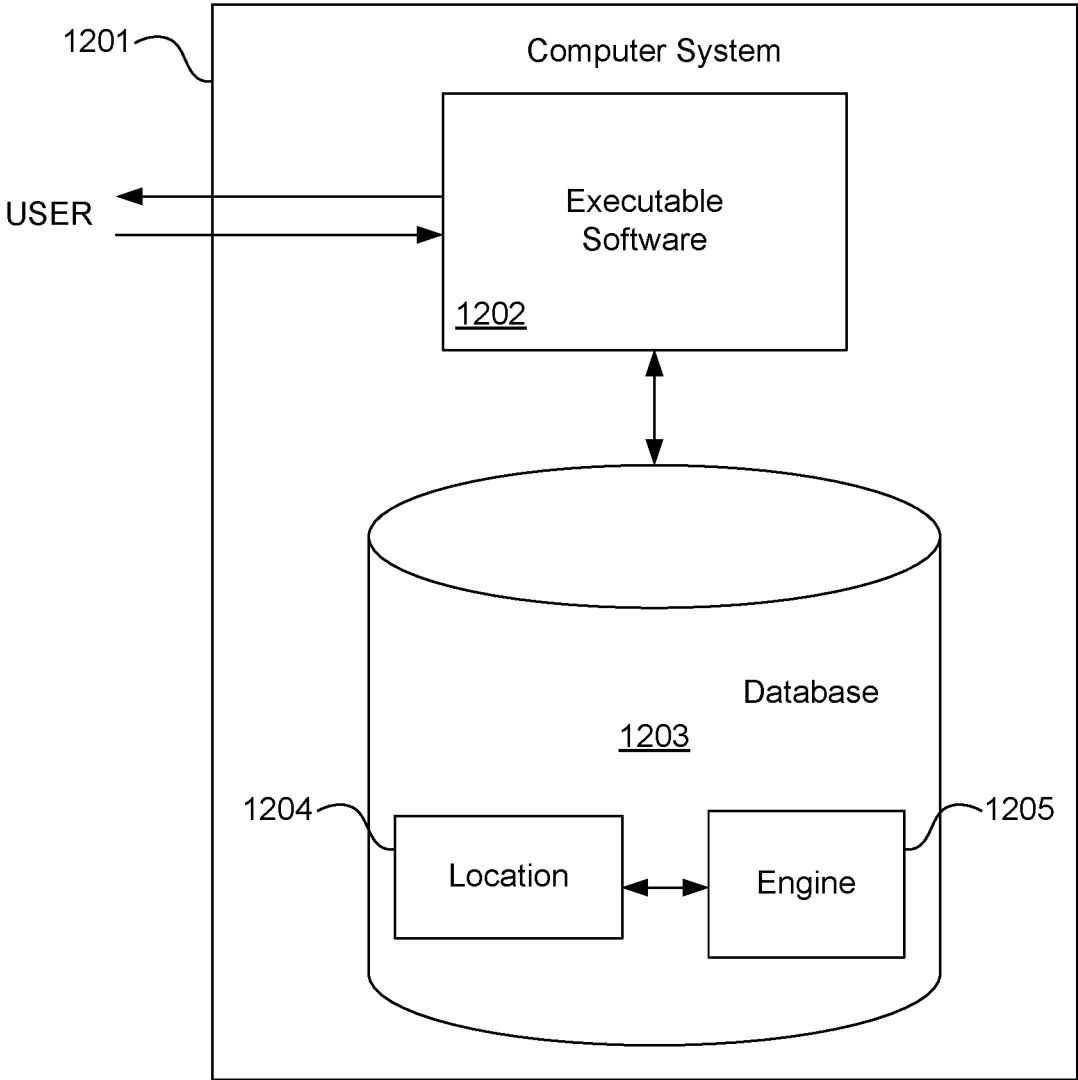 1201
Computer System
USER
Executable
Software
1202
Database
1203
1204
Location
Engine
1205